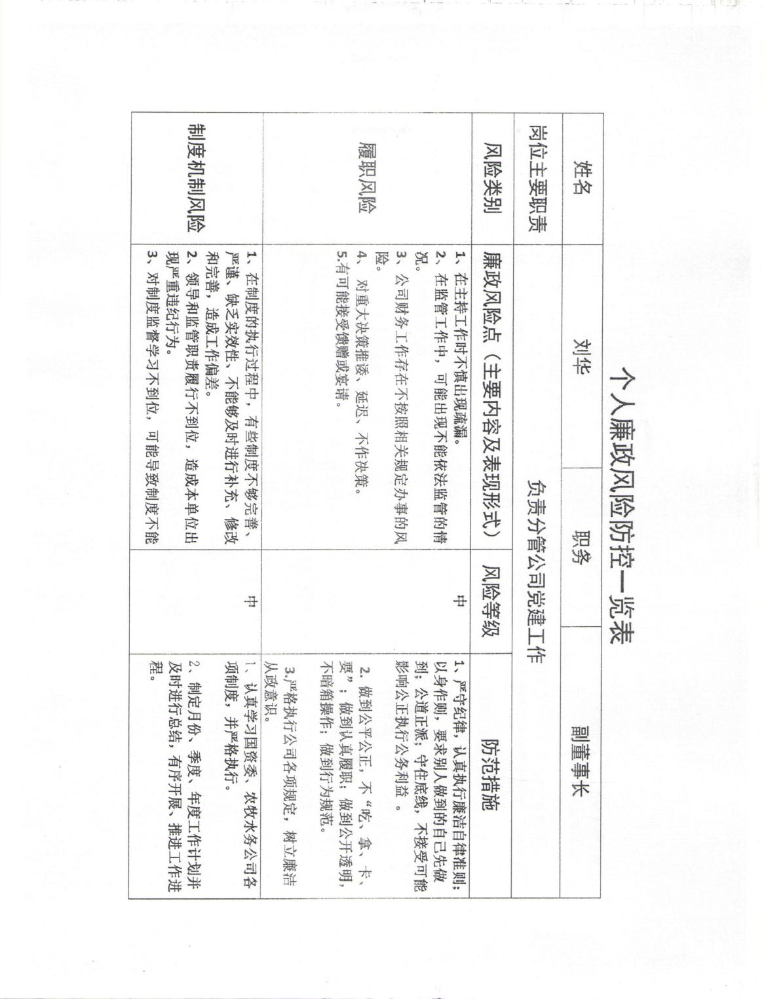 个人廉政风险防控一览表
姓名 刘华 职务 副董事长
岗位主要职责 负责分管公司党建工作
风险类别 廉政风险点（主要内容及表现形式） 风险等级 防范措施
履职风险
1、在主持工作时不慎出现疏漏。
2、在监管工作中，可能出现不能依法监管的情
况。
3、公司财务工作存在不按照相关规定办事的风
险。
4、对重大决策推诿、延迟、不作决策。
5.有可能接受馈赠或宴请。
中
1、严守纪律，认真执行廉洁自律准则；
以身作则，要求别人做到的自己先做
到；公道正派；守住底线，不接受可能
影响公正执行公务利益 。
2. 做到公平公正，不“吃、拿、卡、
要”；做到认真履职；做到公开透明，
不暗箱操作；做到行为规范。
3.严格执行公司各项规定，树立廉洁
从政意识。
制度机制风险
1、在制度的执行过程中，有些制度不够完善、
严谨、缺乏实效性、不能够及时进行补充、修改
和完善，造成工作偏差。
2、领导和监管职责履行不到位，造成本单位出
现严重违纪行为。
3、对制度监督学习不到位，可能导致制度不能
中
1、认真学习国资委、农牧水务公司各
项制度，并严格执行。
2、制定月份、季度、年度工作计划并
及时进行总结，有序开展、推进工作进
程。